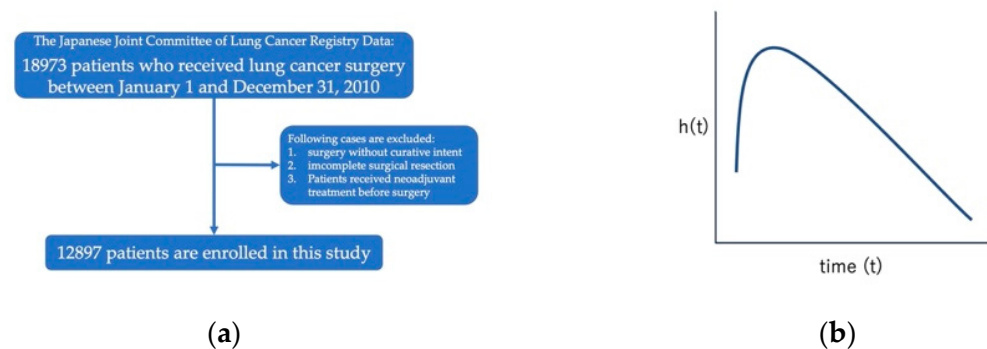 The Japanese Joint Committee of Lung Cancer Registry Data:
18973 patients who received lung cancer surgery
between January 1 and December 31, 2010
Following cases are excluded:
1. surgery without curative intent
2. imcomplete surgical resection
3. Patients received neoadjuvant
treatment before surgery
12897 patients are enrolled in this study
h(t)
time (t)
(a)
(b)